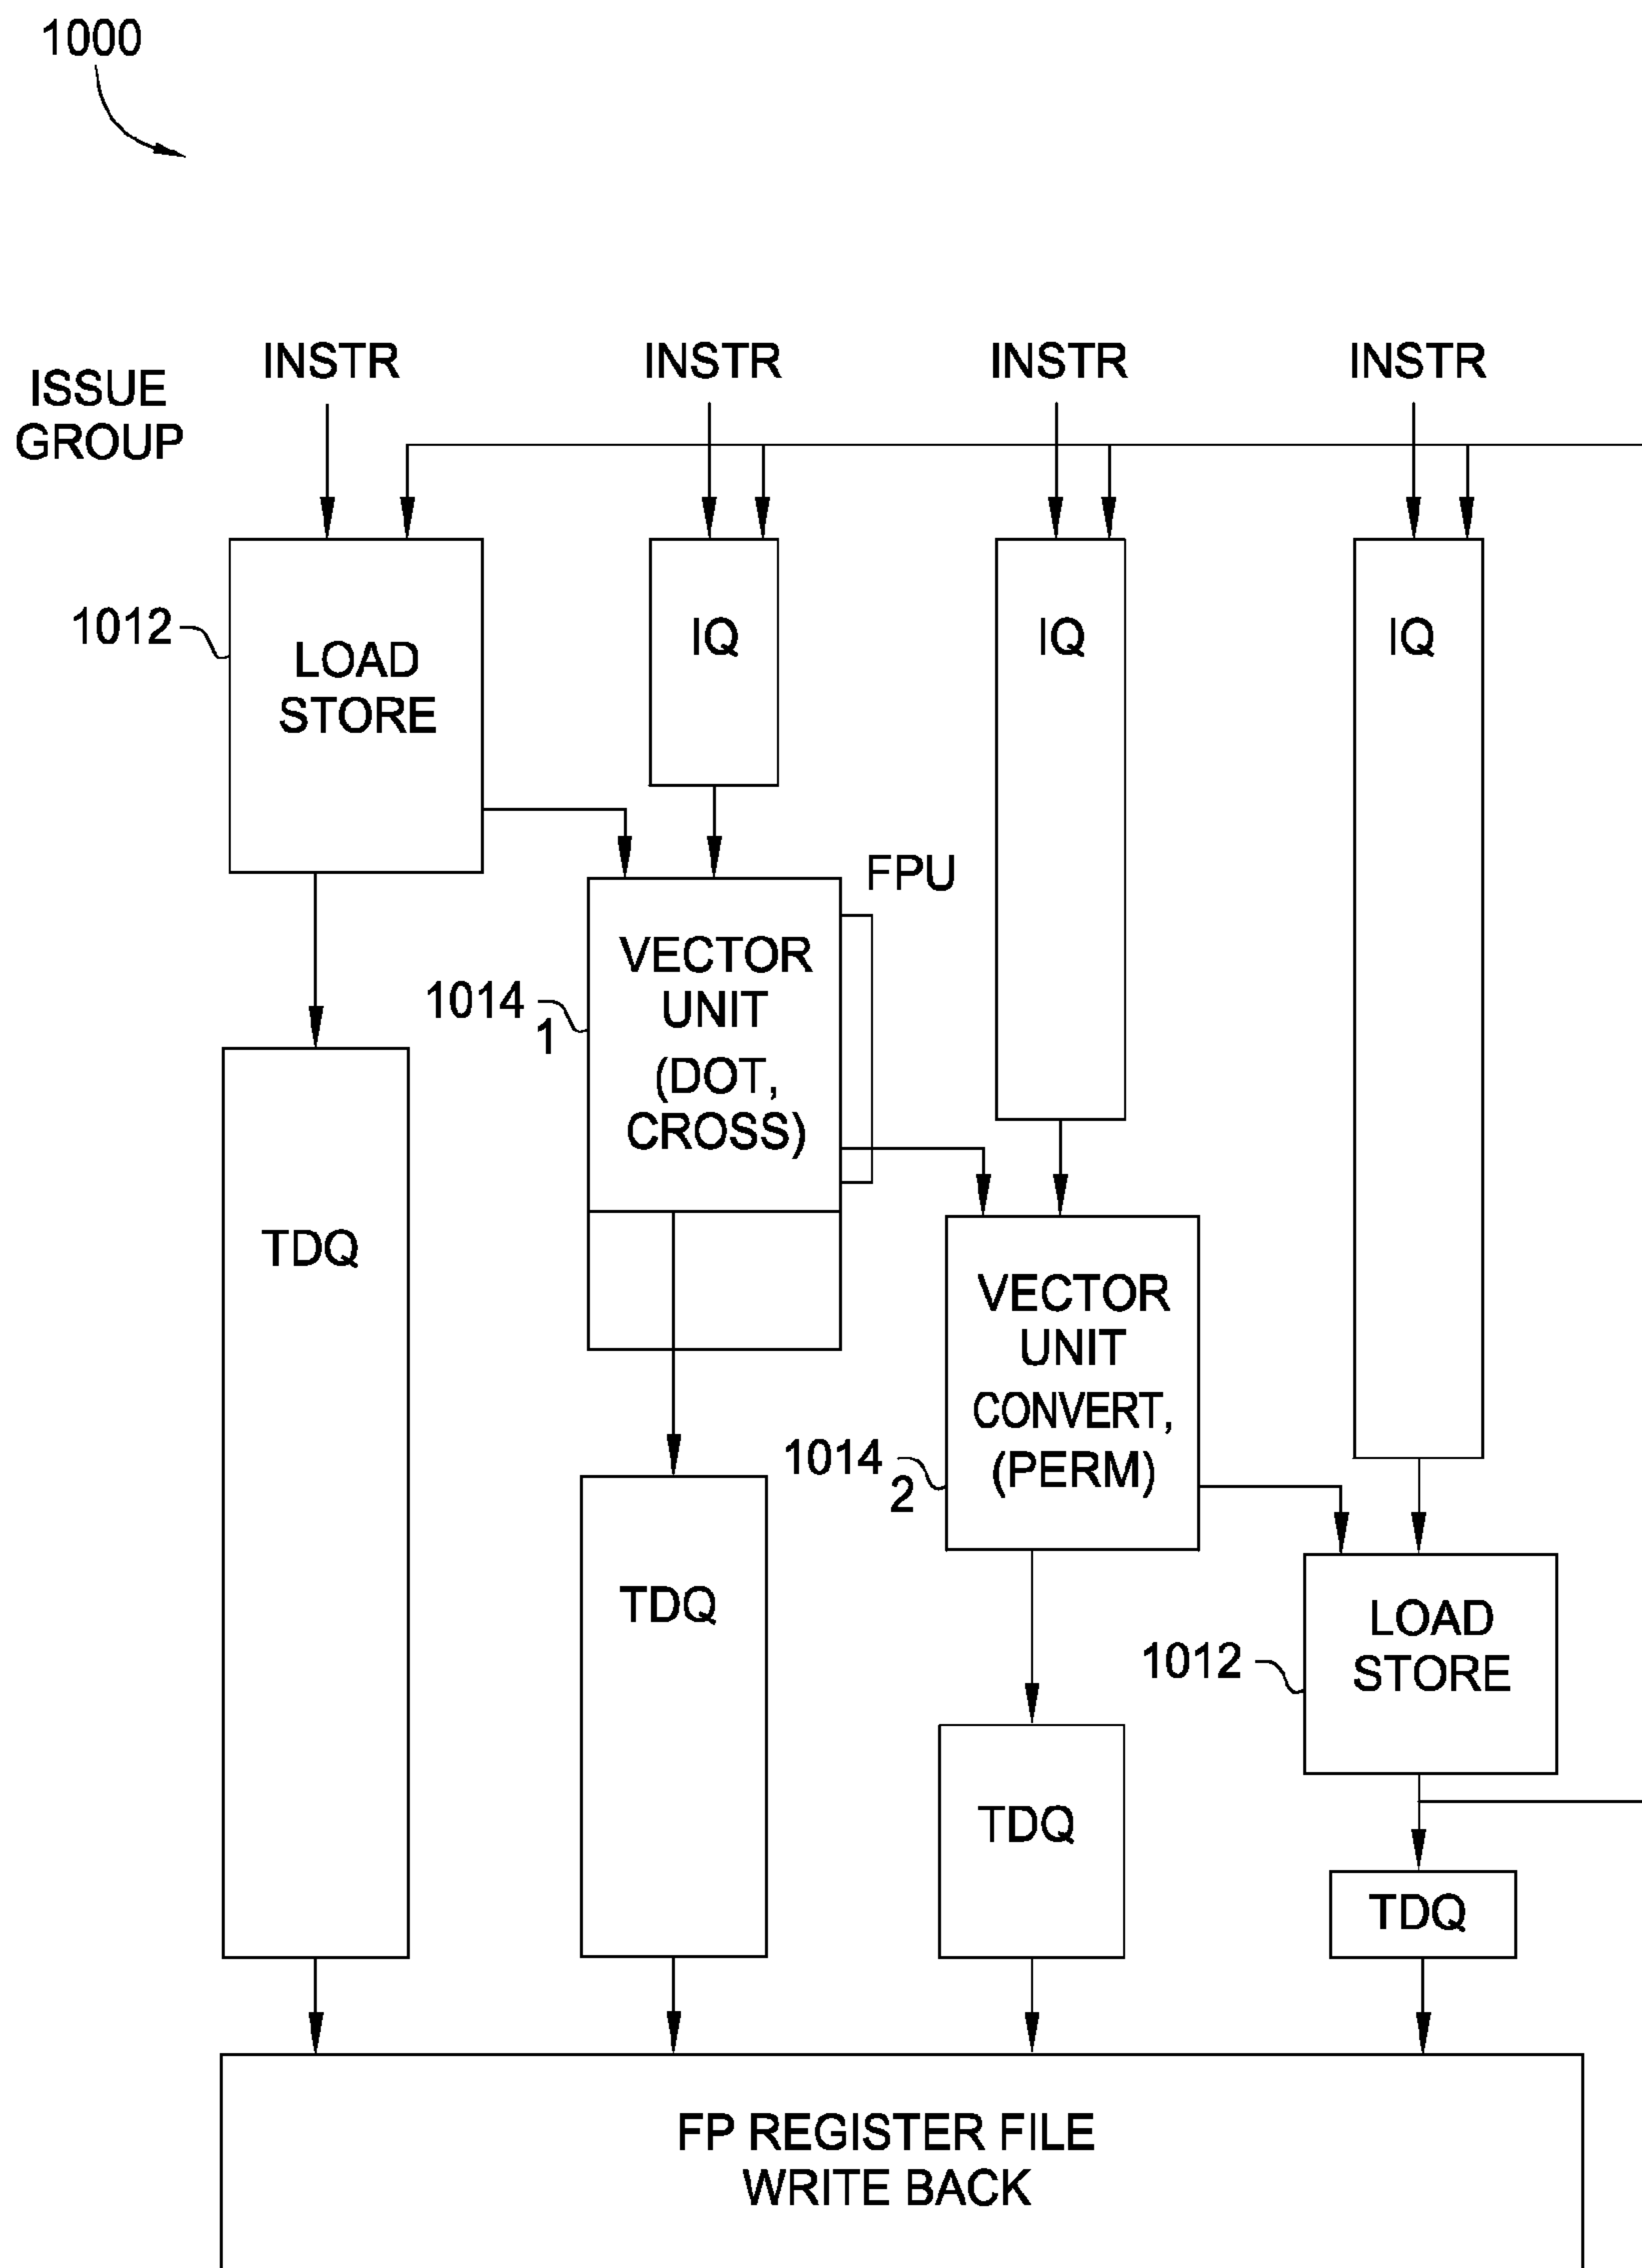 1000
INSTR
INSTR
INSTR
INSTR
ISSUE
GROUP
1012
LOAD
STORE
IQ
IQ
IQ
FPU
VECTOR
UNIT
(DOT,
CROSS)
1014
1
TDQ
VECTOR
UNIT
CONVERT,
(PERM)
1014
2
TDQ
LOAD
STORE
1012
TDQ
TDQ
FP REGISTER FILE
WRITE BACK